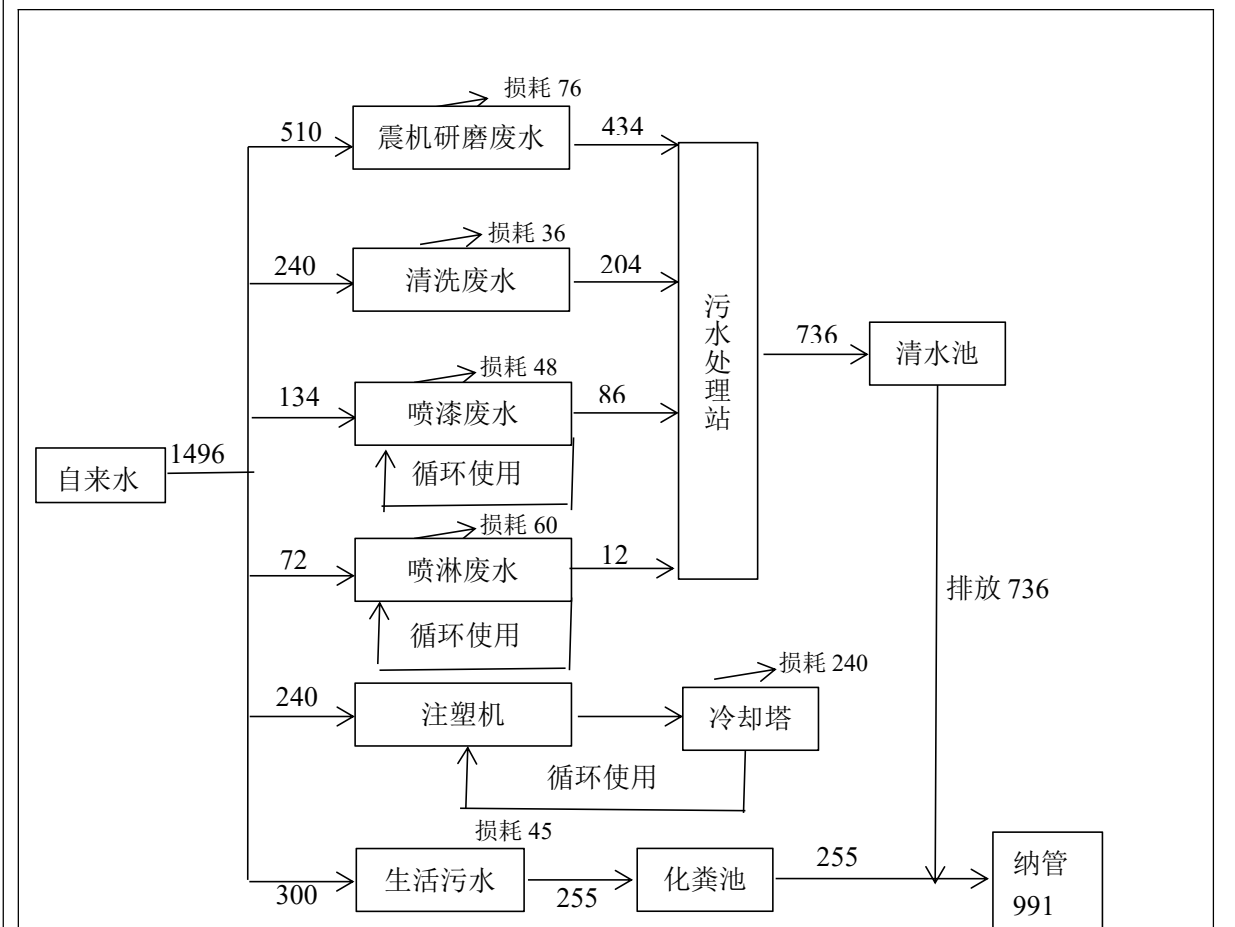 损耗 76
510
震机研磨废水
434
损耗 36
240
清洗废水
204
污水处理站
736
清水池
损耗 48
134
喷漆废水
86
自来水
1496
循环使用
损耗 60
72
喷淋废水
12
排放 736
循环使用
240
注塑机
损耗 240
冷却塔
循环使用
损耗 45
300
生活污水
255
化粪池
255
纳管
991